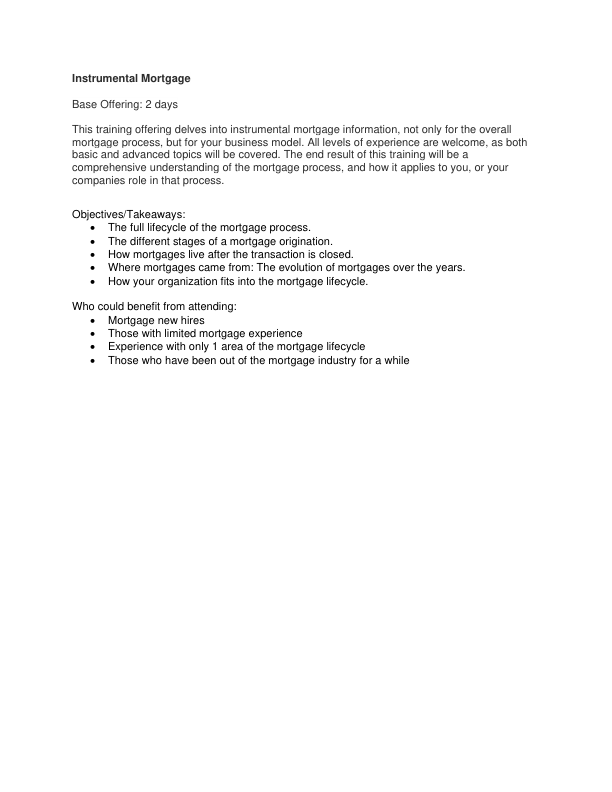 Instrumental Mortgage
Base Offering: 2 days
This training offering delves into instrumental mortgage information, not only for the overall
mortgage process, but for your business model. All levels of experience are welcome, as both
basic and advanced topics will be covered. The end result of this training will be a
comprehensive understanding of the mortgage process, and how it applies to you, or your
companies role in that process.
Objectives/Takeaways:
• The full lifecycle of the mortgage process.
• The different stages of a mortgage origination.
• How mortgages live after the transaction is closed.
• Where mortgages came from: The evolution of mortgages over the years.
• How your organization fits into the mortgage lifecycle.
Who could benefit from attending:
• Mortgage new hires
• Those with limited mortgage experience
• Experience with only 1 area of the mortgage lifecycle
• Those who have been out of the mortgage industry for a while